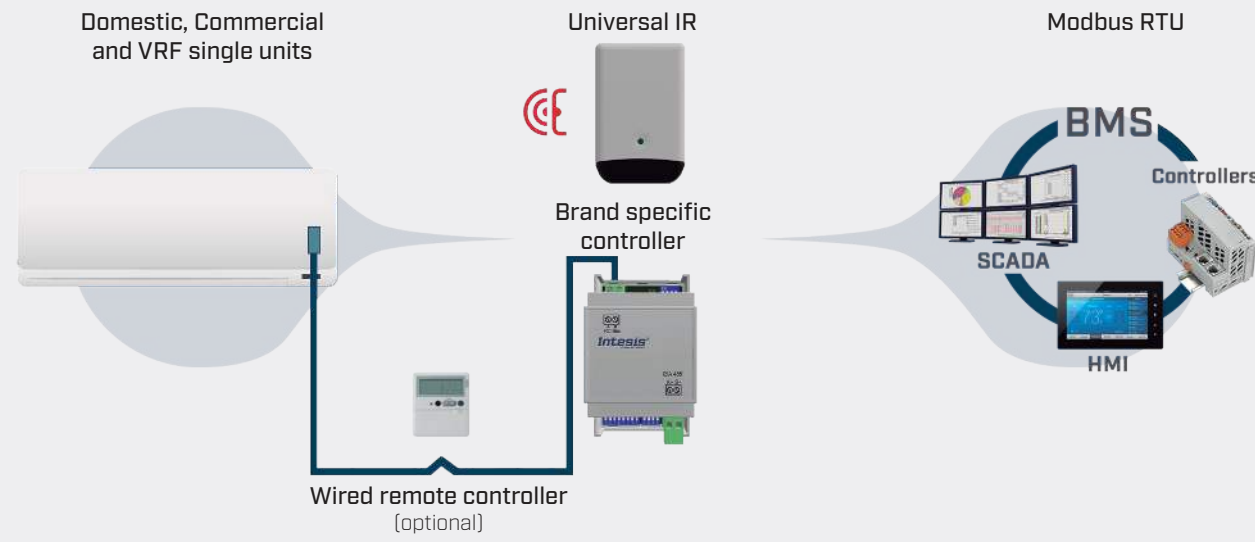 Domestic, Commercial
and VRF single units
Universal IR
Modbus RTU
BMS
Controllers
SCADA
HMI
Brand specific
controller
Intesis
Wired remote controller
(optional)